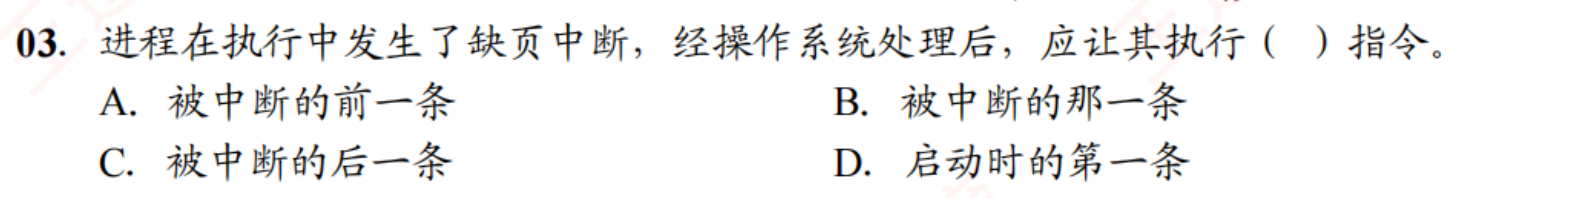 03. 进程在执行中发生了缺页中断，经操作系统处理后，应让其执行（ ）指令。
A. 被中断的前一条 B. 被中断的那一条
C. 被中断的后一条 D. 启动时的第一条